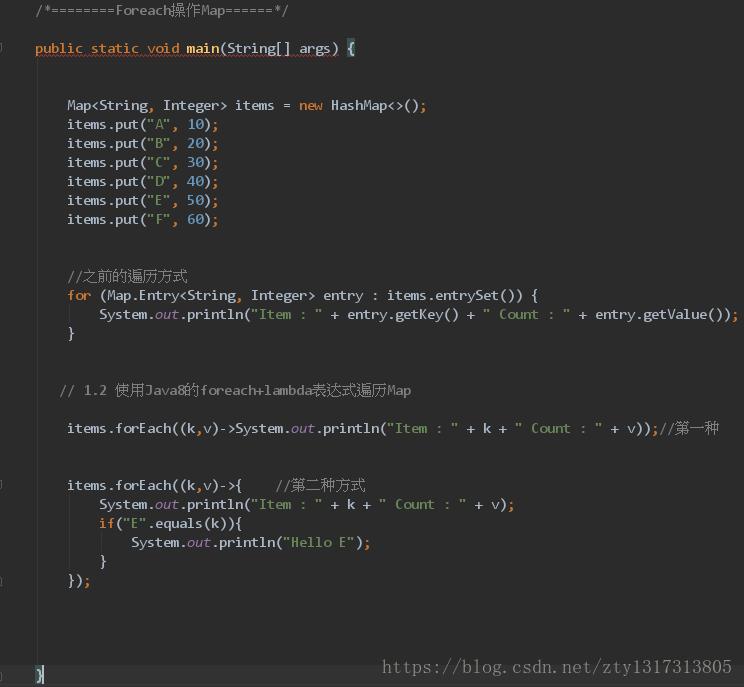 /*========Foreach操作Map======*/
public static void main(String[] args) {
Map<String, Integer> items = new HashMap<>();
items.put("A", 10);
items.put("B", 20);
items.put("C", 30);
items.put("D", 40);
items.put("E", 50);
items.put("F", 60);
//之前的遍历方式
for (Map.Entry<String, Integer> entry : items.entrySet()) {
System.out.println("Item : " + entry.getKey() + " Count : " + entry.getValue());
}
// 1.2 使用Java8的foreach+lambda表达式遍历Map
items.forEach((k,v)->System.out.println("Item : " + k + " Count : " + v));//第一种
items.forEach((k,v)->{    //第二种方式
System.out.println("Item : " + k + " Count : " + v);
if("E".equals(k)){
System.out.println("Hello E");
}
});
}
https://blog.csdn.net/zty1317313805